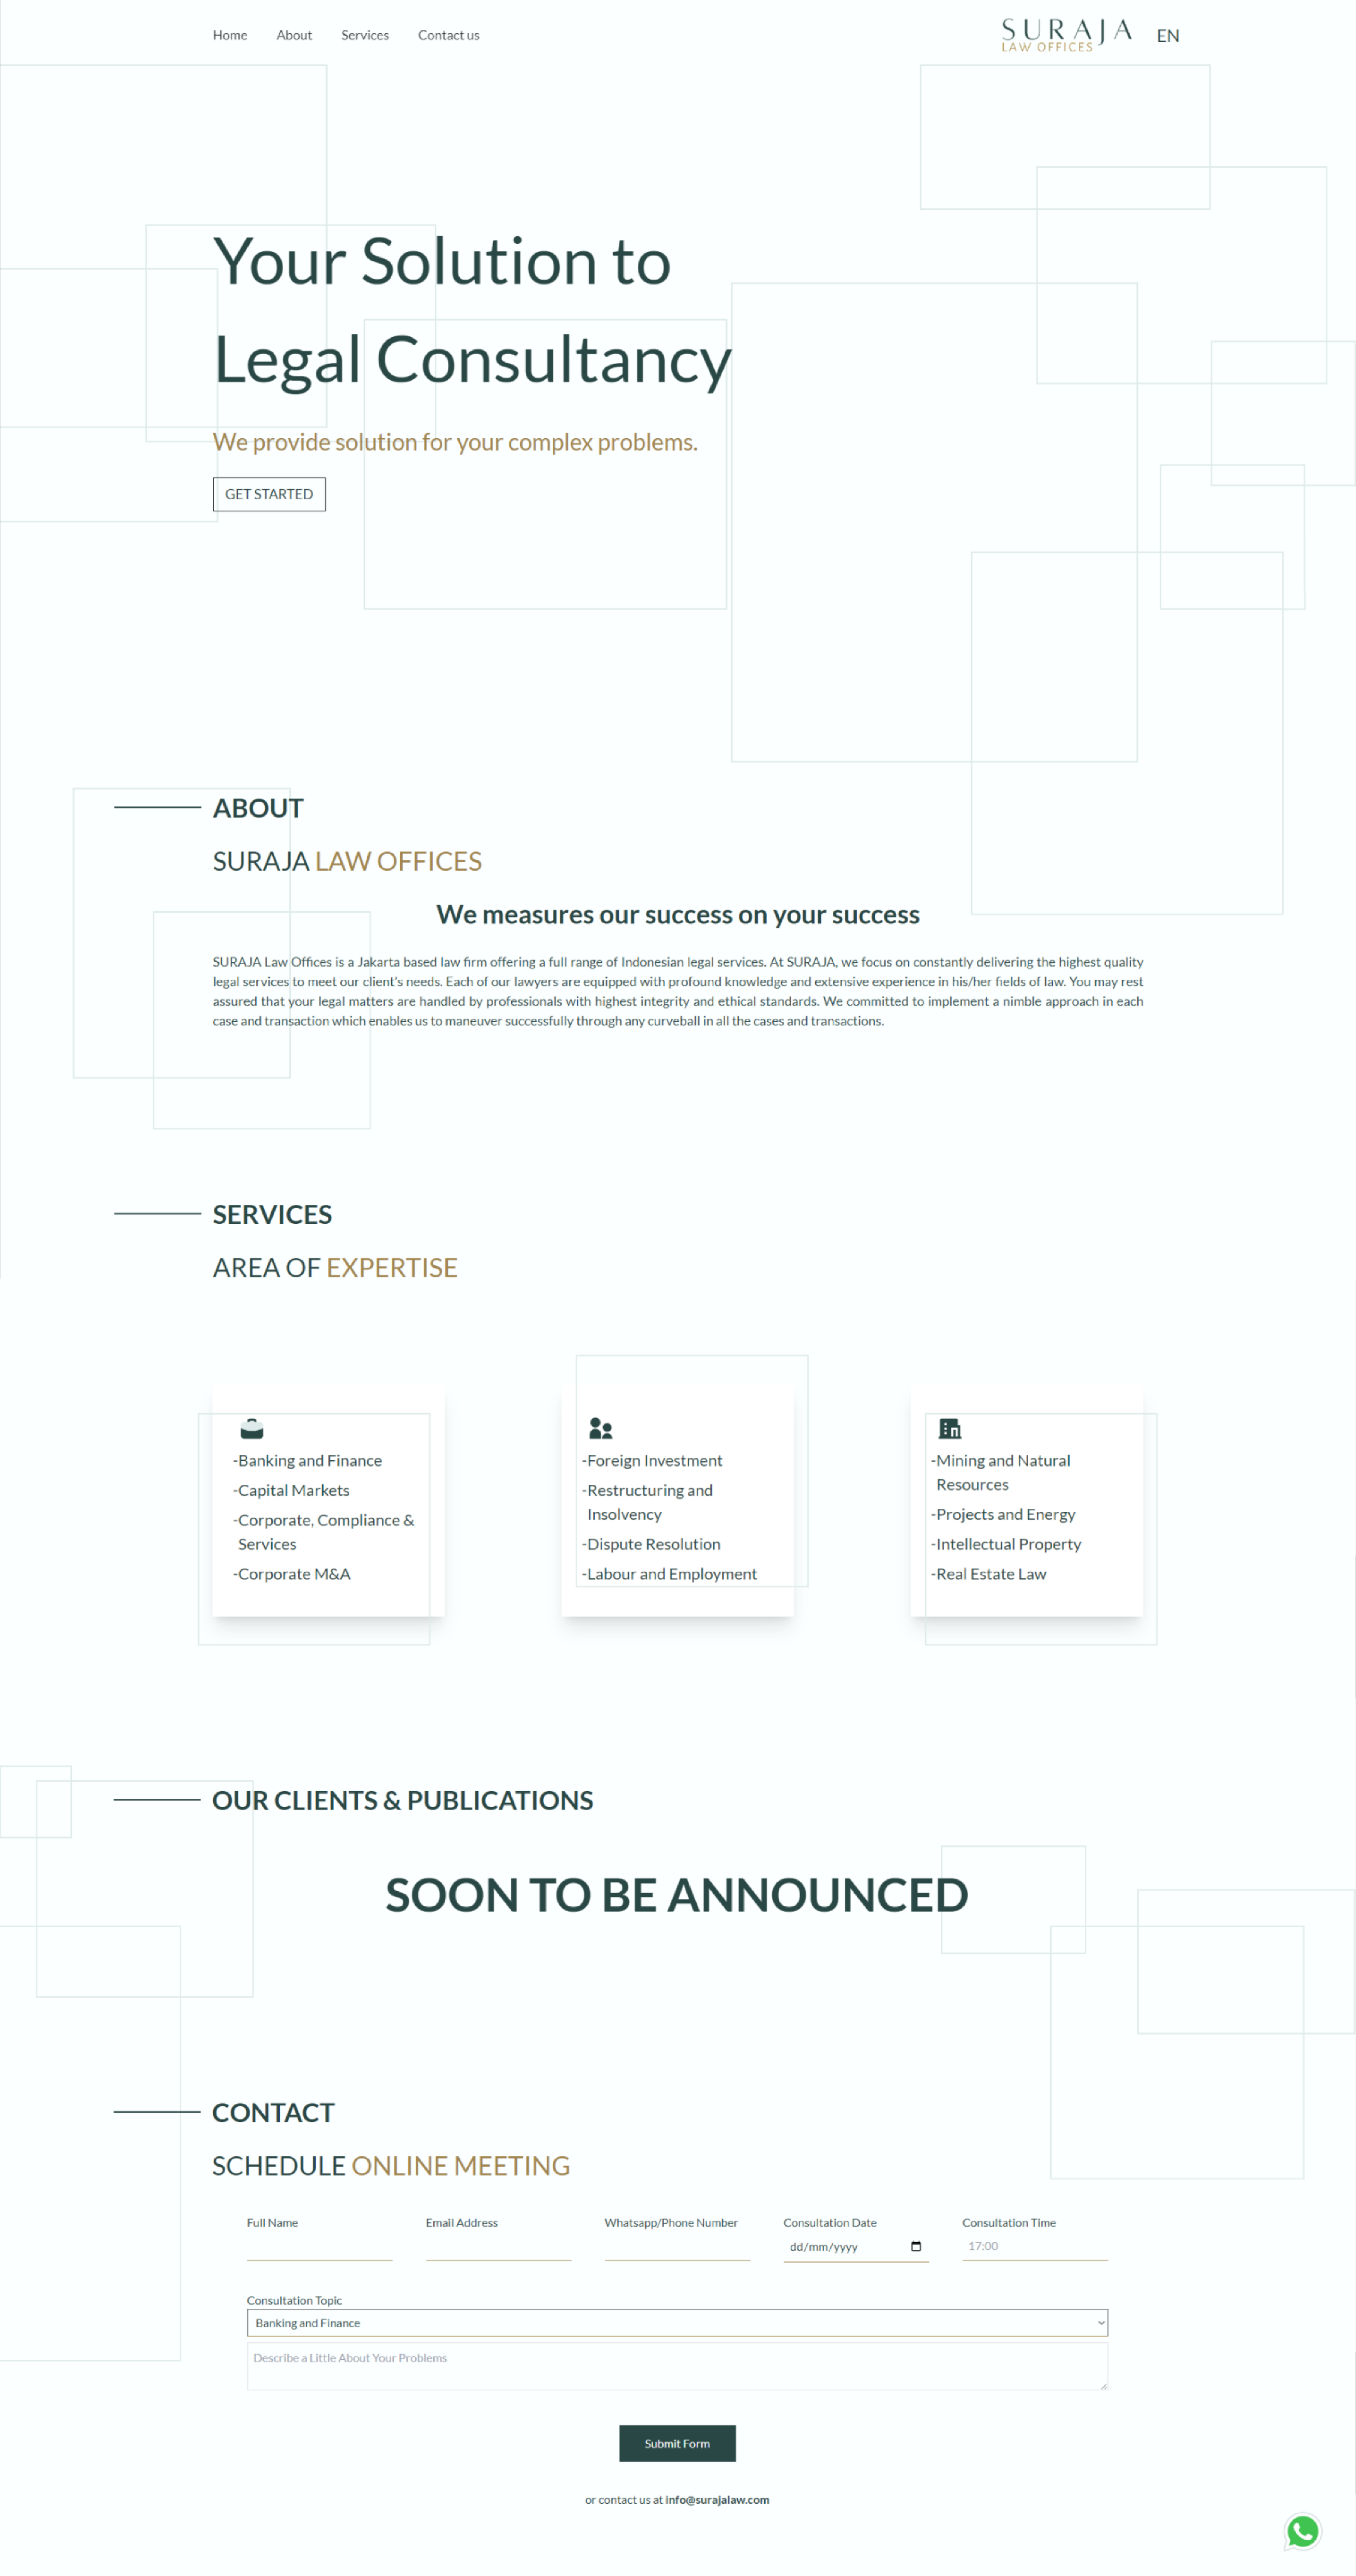 Home About Services Contact us
SURAJA
LAW OFFICES
EN
Your Solution to
Legal Consultancy
We provide solution for your complex problems.
GET STARTED
ABOUT
SURAJA LAW OFFICES
We measures our success on your success
SURAJA Law Offices is a Jakarta based law firm offering a full range of Indonesian legal services. At SURAJA, we focus on constantly delivering the highest quality
legal services to meet our client's needs. Each of our lawyers are equipped with profound knowledge and extensive experience in his/her fields of law. You may rest
assured that your legal matters are handled by professionals with highest integrity and ethical standards. We committed to implement a nimble approach in each
case and transaction which enables us to maneuver successfully through any curveball in all the cases and transactions.
SERVICES
AREA OF EXPERTISE
-Banking and Finance
-Capital Markets
-Corporate, Compliance &
Services
-Corporate M&A
-Foreign Investment
-Restructuring and
Insolvency
-Dispute Resolution
-Labour and Employment
-Mining and Natural
Resources
-Projects and Energy
-Intellectual Property
-Real Estate Law
OUR CLIENTS & PUBLICATIONS
SOON TO BE ANNOUNCED
CONTACT
SCHEDULE ONLINE MEETING
Full Name
Email Address
Whatsapp/Phone Number
Consultation Date
dd/mm/yyyy
Consultation Time
17:00
Consultation Topic
Banking and Finance
Describe a Little About Your Problems
Submit Form
or contact us at info@surajalaw.com